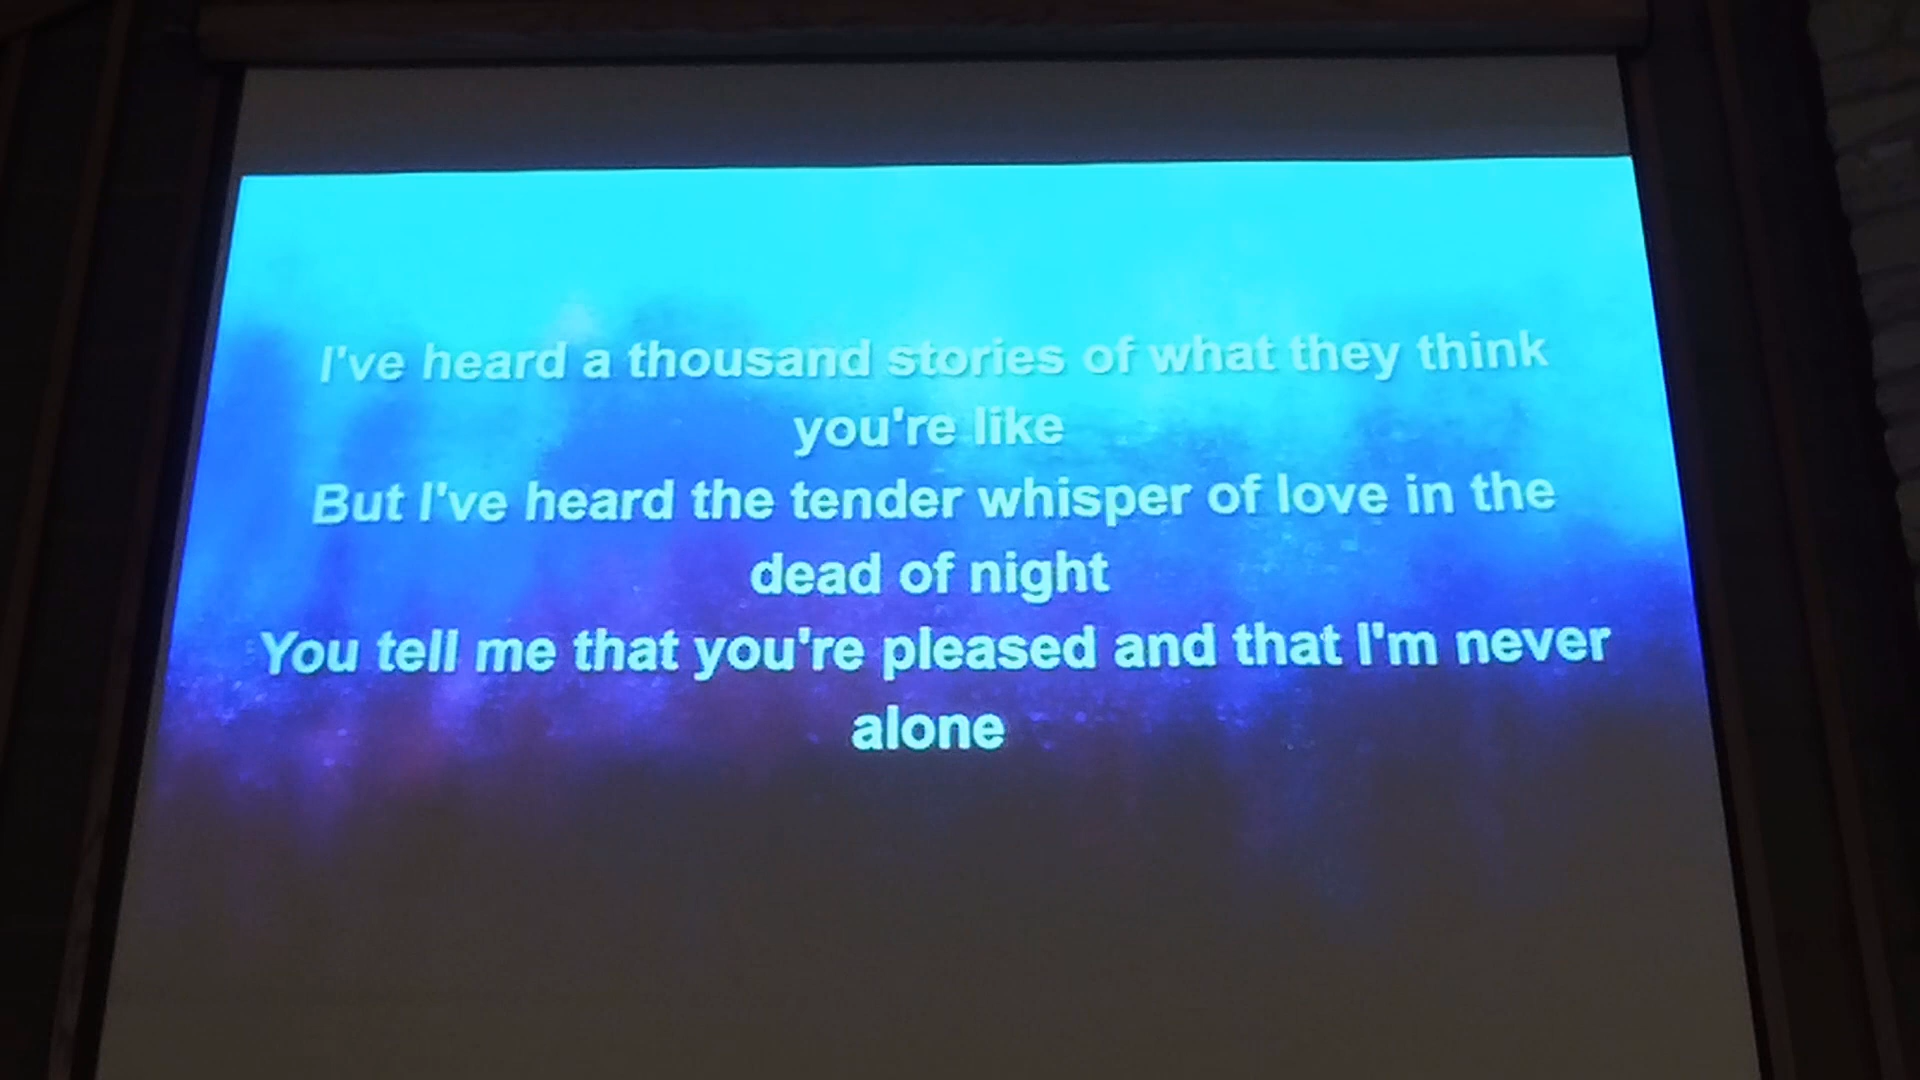 I've heard a thousand stories of what they think
you're like
But I've heard the tender whisper of love in the
dead of night
You tell me that you're pleased and that I'm never
alone